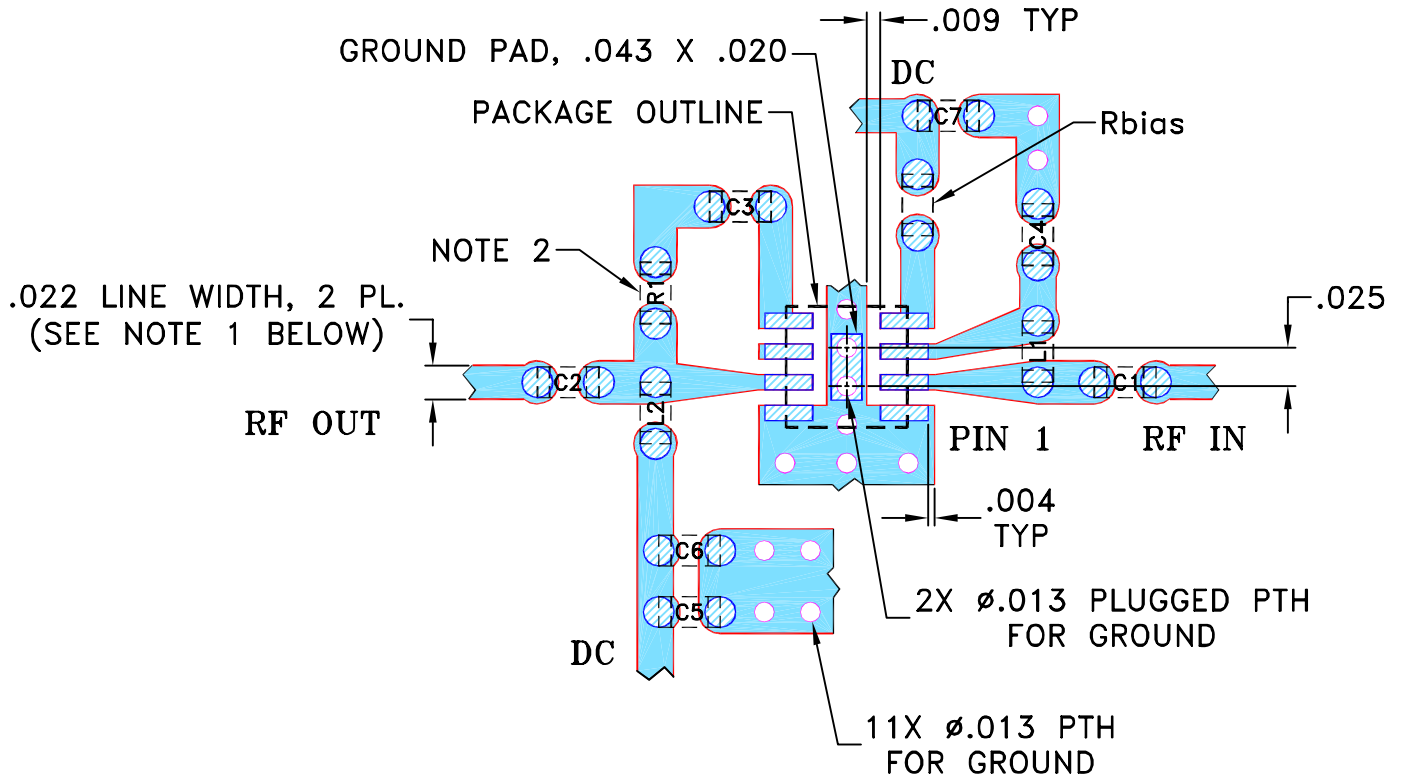 .009 TYP
GROUND PAD, .043 X .020
DC
PACKAGE OUTLINE
C7
Rbias
C3
C4
NOTE 2
R1
.022 LINE WIDTH, 2 PL.
(SEE NOTE 1 BELOW)
.025
L1
C2
C1
L2
RF OUT
PIN 1
RF IN
.004
TYP
C6
C5
2X ø.013 PLUGGED PTH
FOR GROUND
DC
11X ø.013 PTH
FOR GROUND